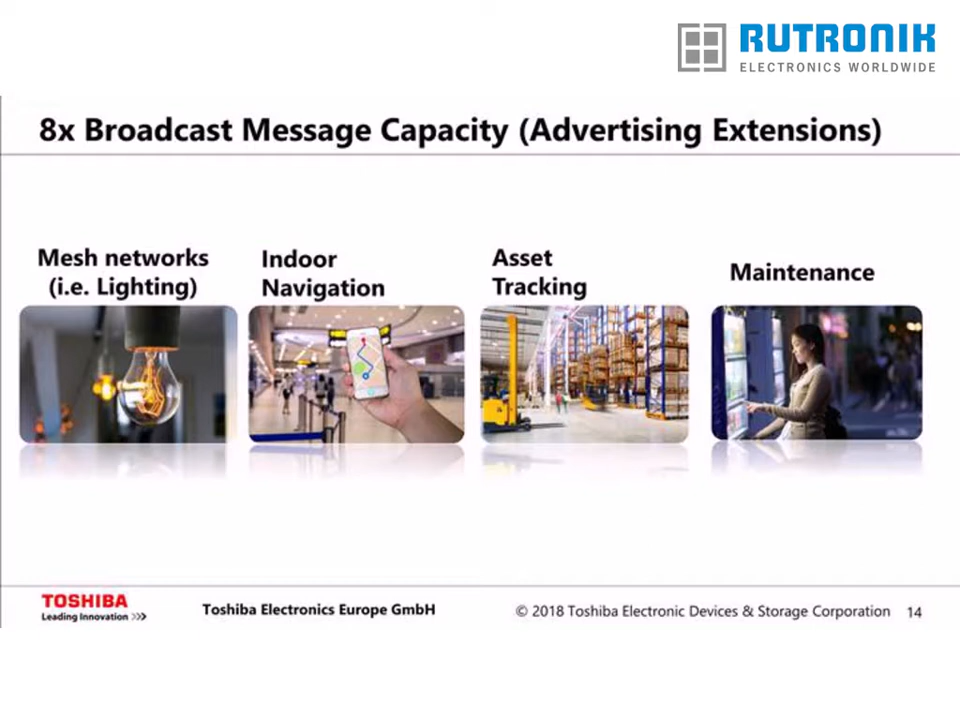 RUTRONIK
ELECTRONICS WORLDWIDE
8x Broadcast Message Capacity (Advertising Extensions)
Mesh networks
(i.e. Lighting)
Indoor
Navigation
Asset
Tracking
Maintenance
TOSHIBA
Leading Innovation >>>
Toshiba Electronics Europe GmbH
© 2018 Toshiba Electronic Devices & Storage Corporation
14